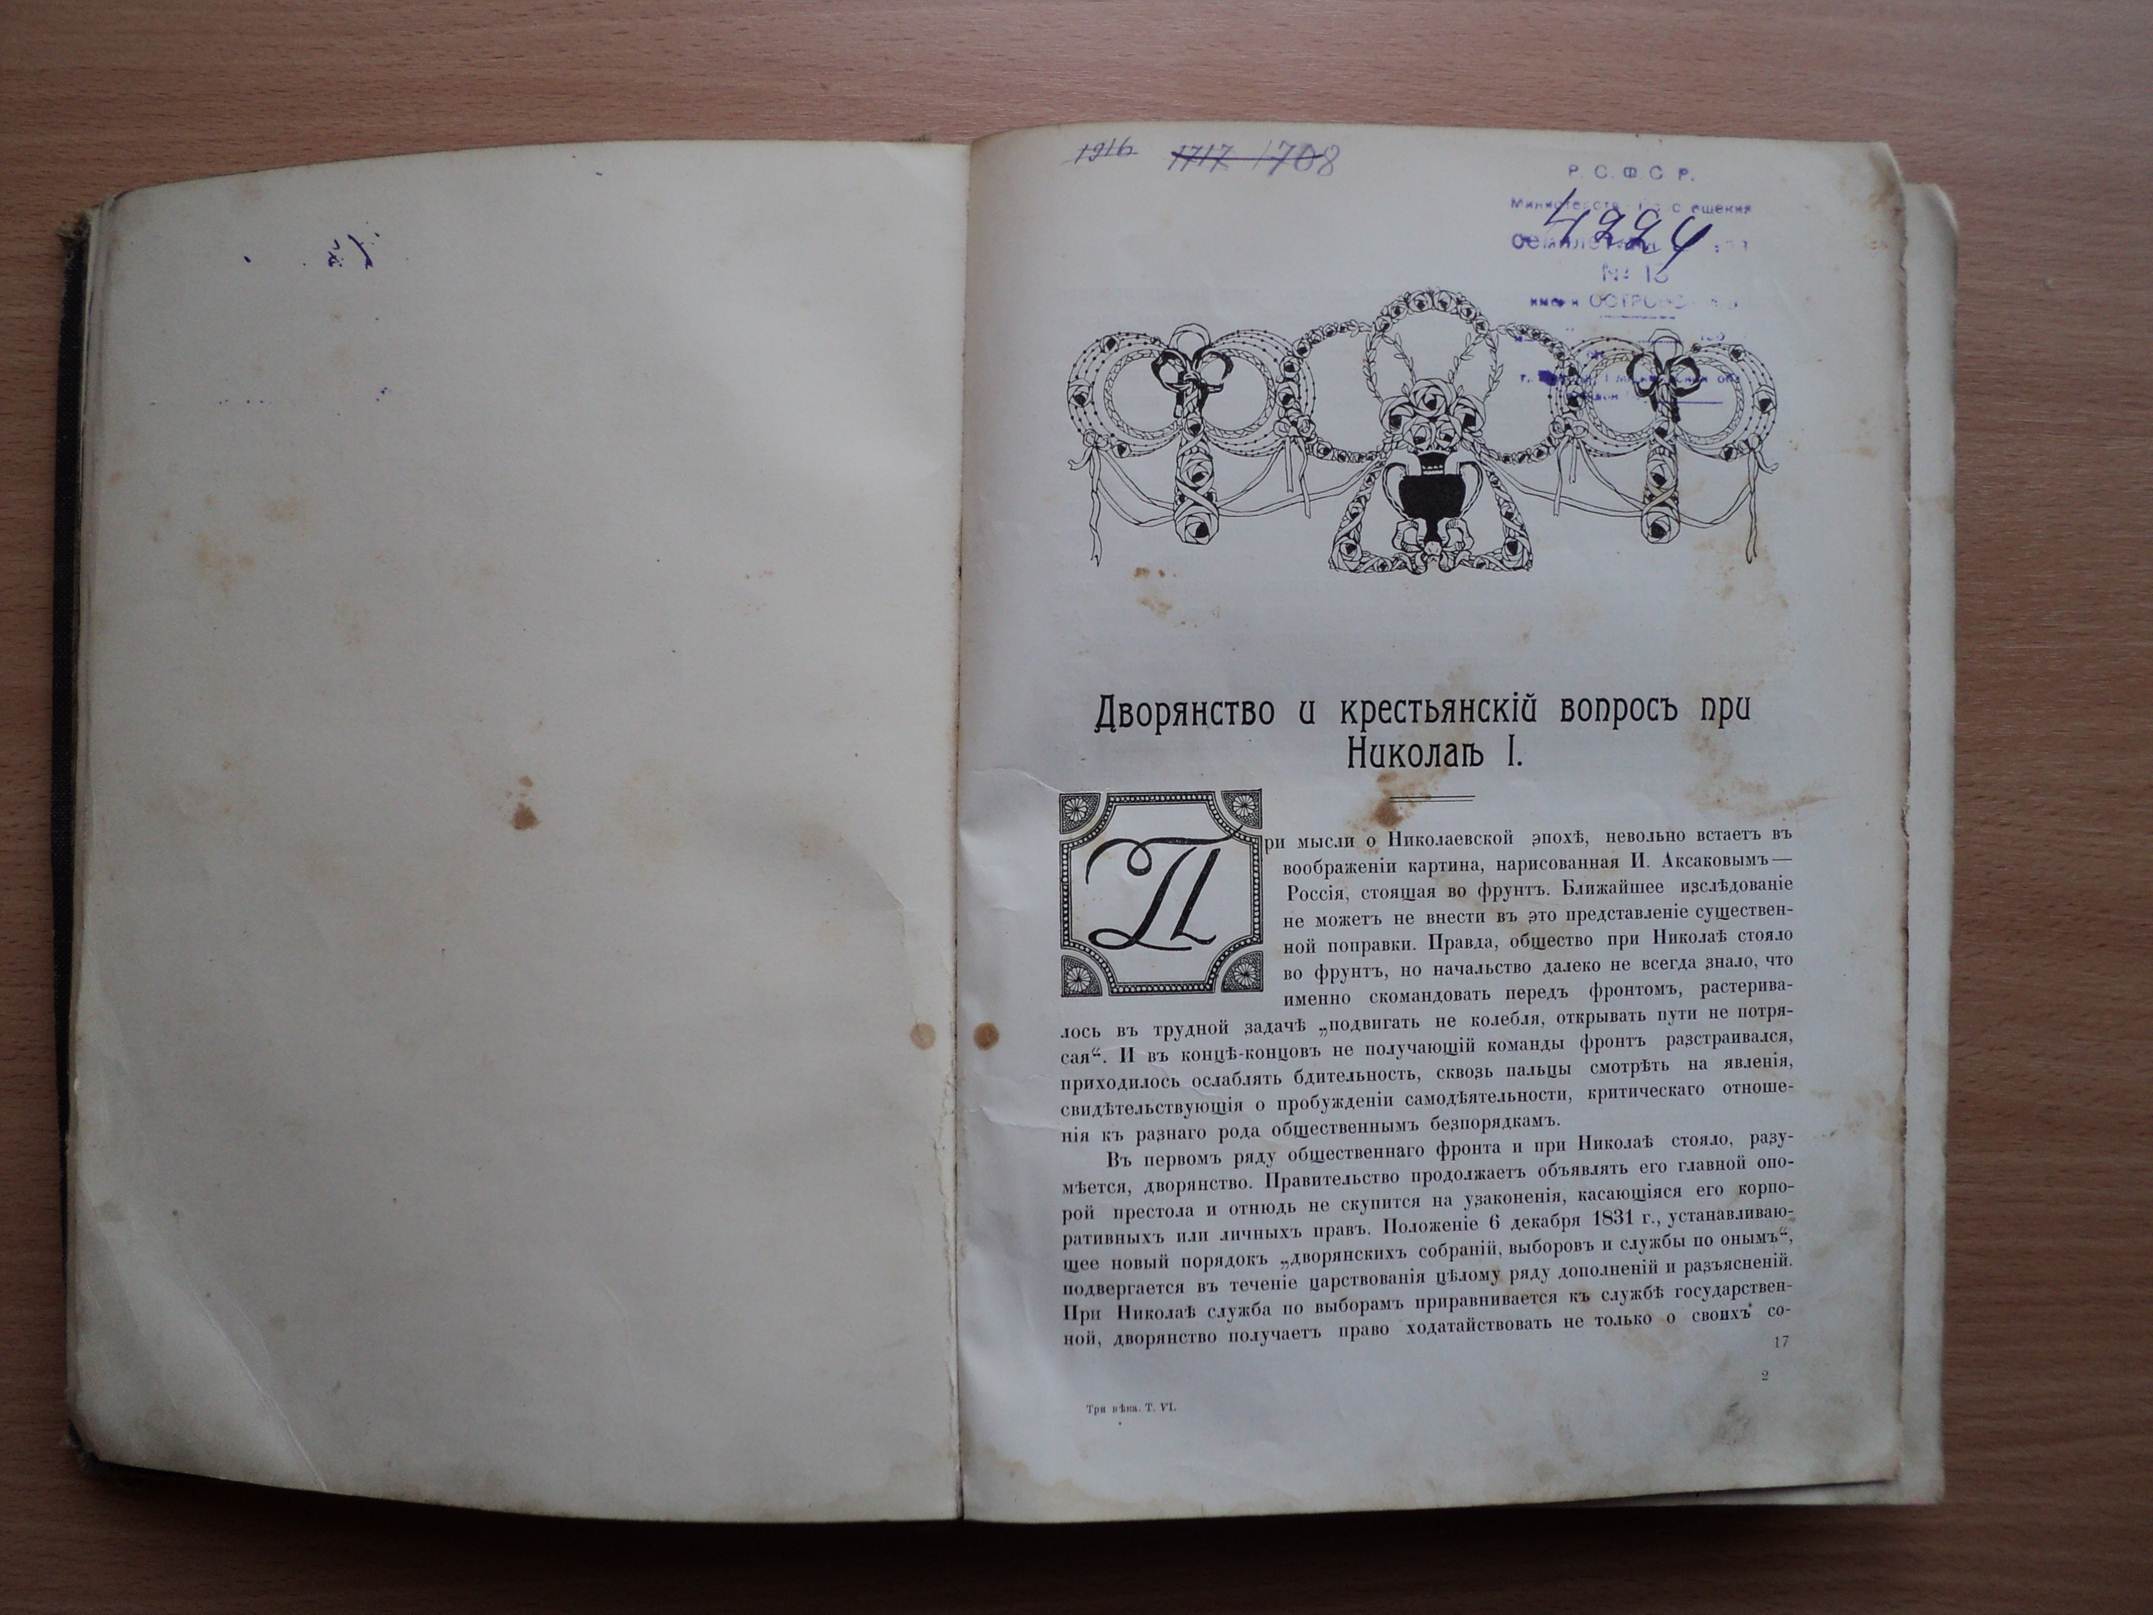 1916 1717 1708
Р. С. Ф. С. Р.
4224
№ 13
имени
Дворянство и крестьянскій вопросъ при
Николаѣ I.
При мысли о Николаевской эпохѣ, невольно встаетъ въ
воображеніи картина, нарисованная И. Аксаковымъ —
Россія, стоящая во фрунтъ. Ближайшее изслѣдованіе
не можетъ не внести въ это представленіе существен-
ной поправки. Правда, общество при Николаѣ стояло
во фрунтъ, но начальство далеко не всегда знало, что
именно скомандовать передъ фронтомъ, растерива-
лось въ трудной задачѣ „подвигать не колебля, открывать пути не потря-
сая“. И въ концѣ-концовъ не получающій команды фронтъ разстраивался,
приходилось ослаблять бдительность, сквозь пальцы смотрѣть на явленія,
свидѣтельствующія о пробужденіи самодѣятельности, критическаго отноше-
нія къ разнаго рода общественнымъ безпорядкамъ.
Въ первомъ ряду общественнаго фронта и при Николаѣ стояло, разу-
мѣется, дворянство. Правительство продолжаетъ объявлять его главной опо-
рой престола и отнюдь не скупится на узаконенія, касающіяся его корпо-
ративныхъ или личныхъ правъ. Положеніе 6 декабря 1831 г., устанавливаю-
щее новый порядокъ „дворянскихъ собраній, выборовъ и службы по онымъ“,
подвергается въ теченіе царствованія цѣлому ряду дополненій и разъясненій.
При Николаѣ служба по выборамъ приравнивается къ службѣ государствен-
ной, дворянство получаетъ право ходатайствовать не только о своихъ со-
17
2
Три вѣка. Т. VI.